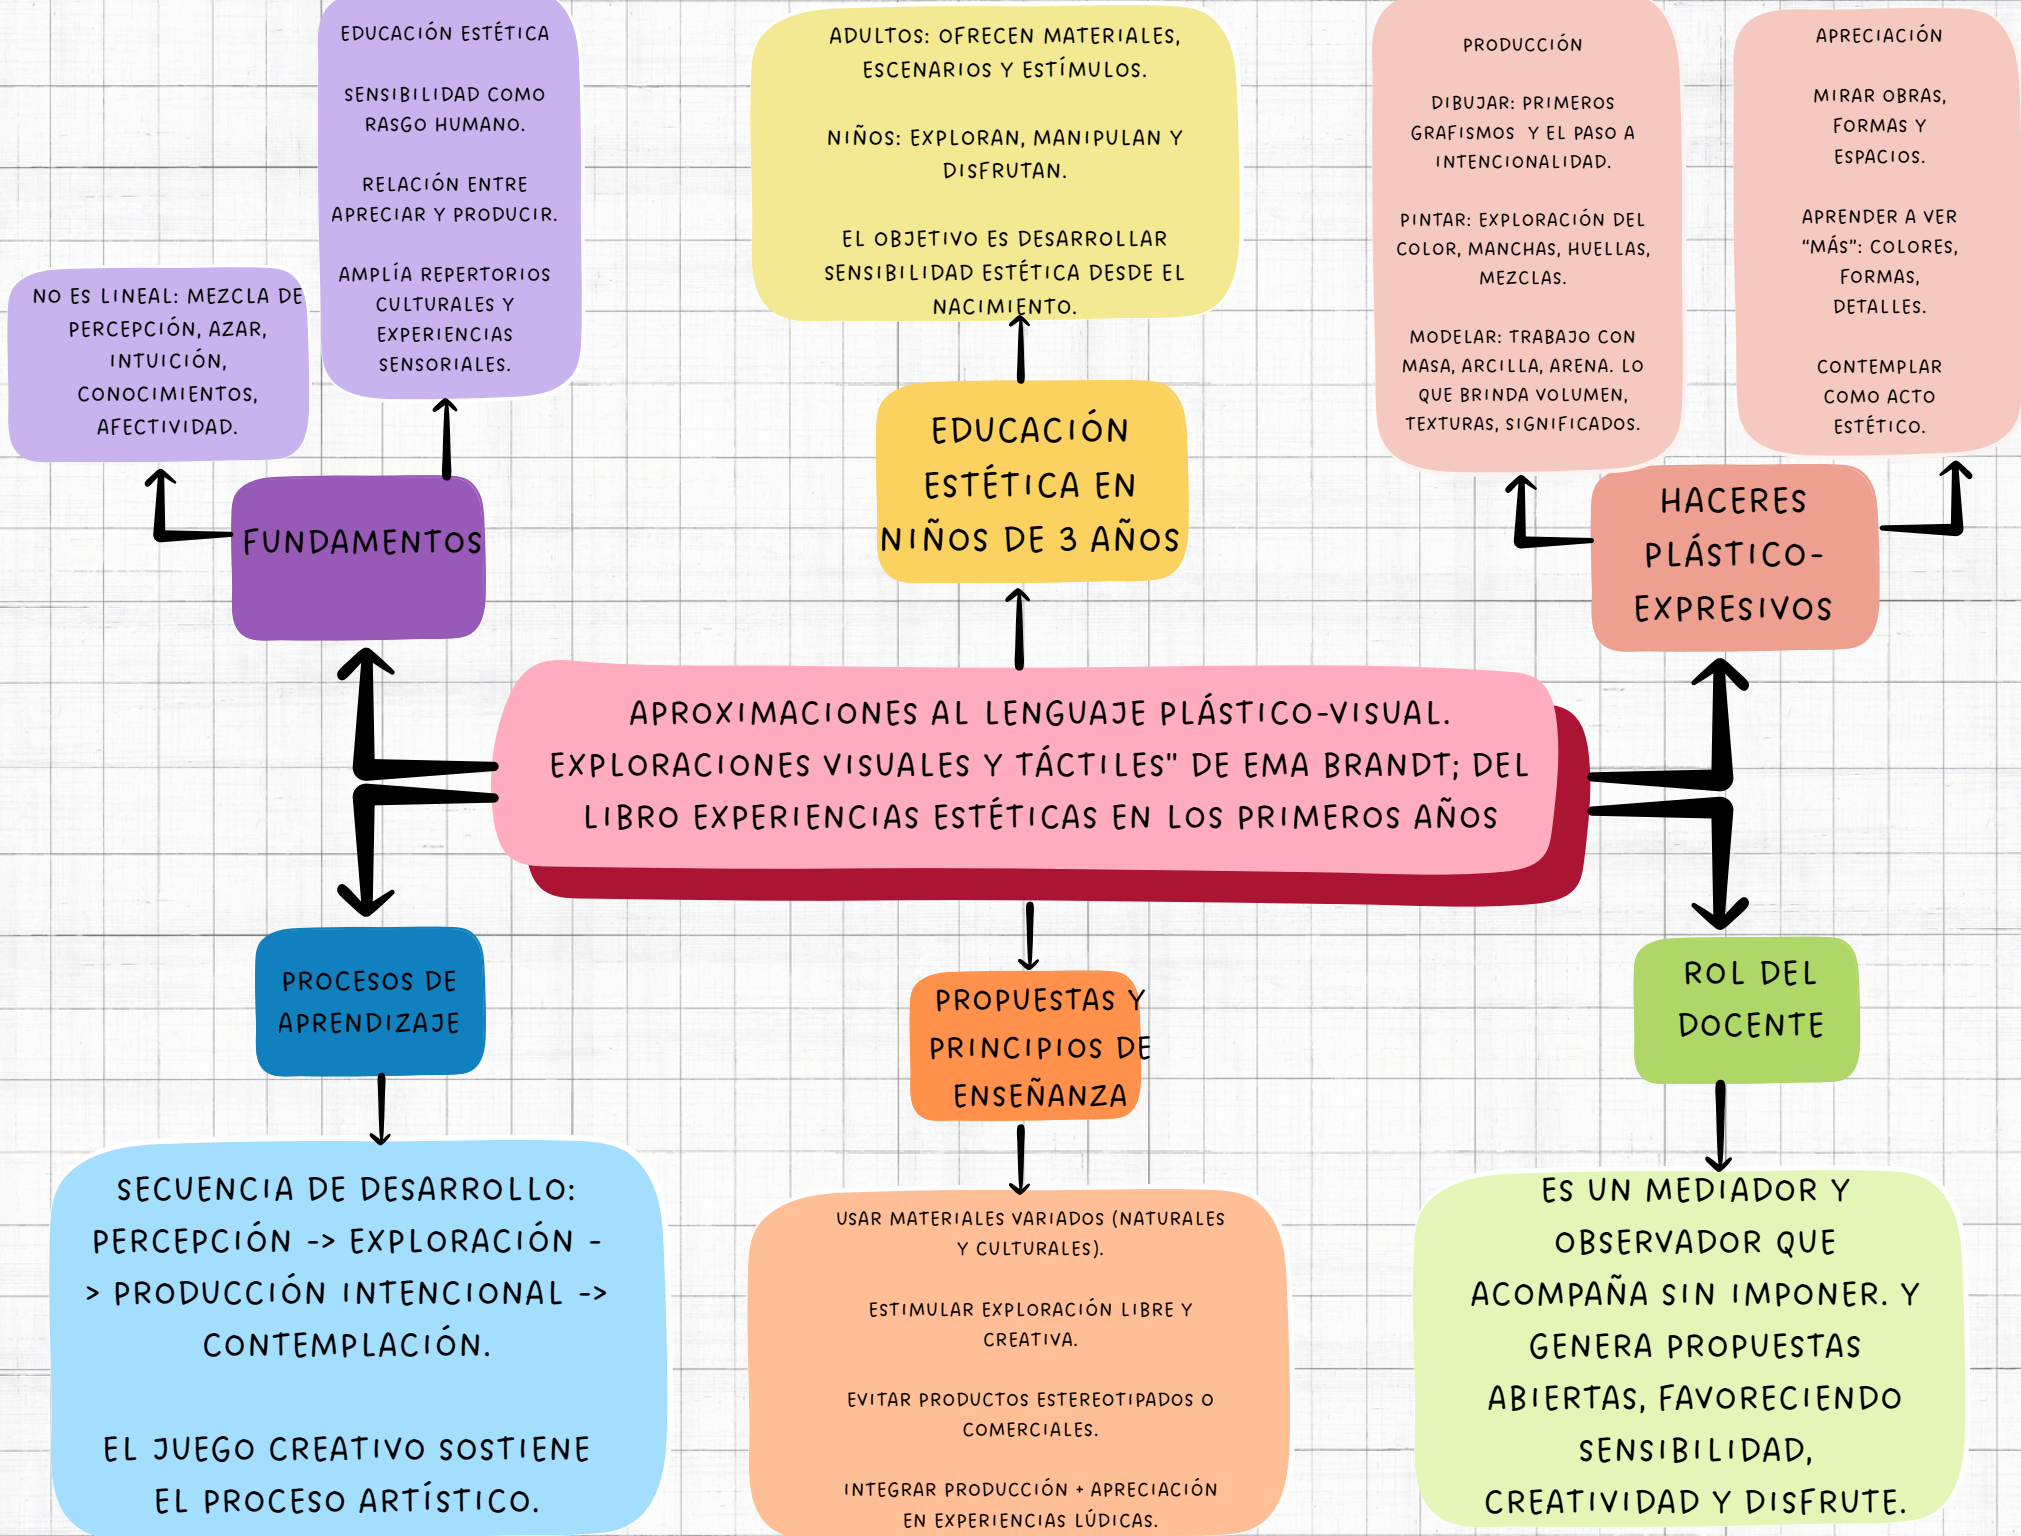 EDUCACIÓN ESTÉTICA
SENSIBILIDAD COMO
RASGO HUMANO.
RELACIÓN ENTRE
APRECIAR Y PRODUCIR.
AMPLÍA REPERTORIOS
CULTURALES Y
EXPERIENCIAS
SENSORIALES.
NO ES LINEAL: MEZCLA DE
PERCEPCIÓN, AZAR,
INTUICIÓN,
CONOCIMIENTOS,
AFECTIVIDAD.
FUNDAMENTOS
ADULTOS: OFRECEN MATERIALES,
ESCENARIOS Y ESTÍMULOS.
NIÑOS: EXPLORAN, MANIPULAN Y
DISFRUTAN.
EL OBJETIVO ES DESARROLLAR
SENSIBILIDAD ESTÉTICA DESDE EL
NACIMIENTO.
EDUCACIÓN
ESTÉTICA EN
NIÑOS DE 3 AÑOS
PRODUCCIÓN
DIBUJAR: PRIMEROS
GRAFISMOS Y EL PASO A
INTENCIONALIDAD.
PINTAR: EXPLORACIÓN DEL
COLOR, MANCHAS, HUELLAS,
MEZCLAS.
MODELAR: TRABAJO CON
MASA, ARCILLA, ARENA. LO
QUE BRINDA VOLUMEN,
TEXTURAS, SIGNIFICADOS.
APRECIACIÓN
MIRAR OBRAS,
FORMAS Y
ESPACIOS.
APRENDER A VER
“MÁS”: COLORES,
FORMAS,
DETALLES.
CONTEMPLAR
COMO ACTO
ESTÉTICO.
HACERES
PLÁSTICO-
EXPRESIVOS
APROXIMACIONES AL LENGUAJE PLÁSTICO-VISUAL.
EXPLORACIONES VISUALES Y TÁCTILES" DE EMA BRANDT; DEL
LIBRO EXPERIENCIAS ESTÉTICAS EN LOS PRIMEROS AÑOS
PROCESOS DE
APRENDIZAJE
SECUENCIA DE DESARROLLO:
PERCEPCIÓN -> EXPLORACIÓN -
> PRODUCCIÓN INTENCIONAL ->
CONTEMPLACIÓN.
EL JUEGO CREATIVO SOSTIENE
EL PROCESO ARTÍSTICO.
PROPUESTAS Y
PRINCIPIOS DE
ENSEÑANZA
USAR MATERIALES VARIADOS (NATURALES
Y CULTURALES).
ESTIMULAR EXPLORACIÓN LIBRE Y
CREATIVA.
EVITAR PRODUCTOS ESTEREOTIPADOS O
COMERCIALES.
INTEGRAR PRODUCCIÓN + APRECIACIÓN
EN EXPERIENCIAS LÚDICAS.
ROL DEL
DOCENTE
ES UN MEDIADOR Y
OBSERVADOR QUE
ACOMPAÑA SIN IMPONER. Y
GENERA PROPUESTAS
ABIERTAS, FAVORECIENDO
SENSIBILIDAD,
CREATIVIDAD Y DISFRUTE.